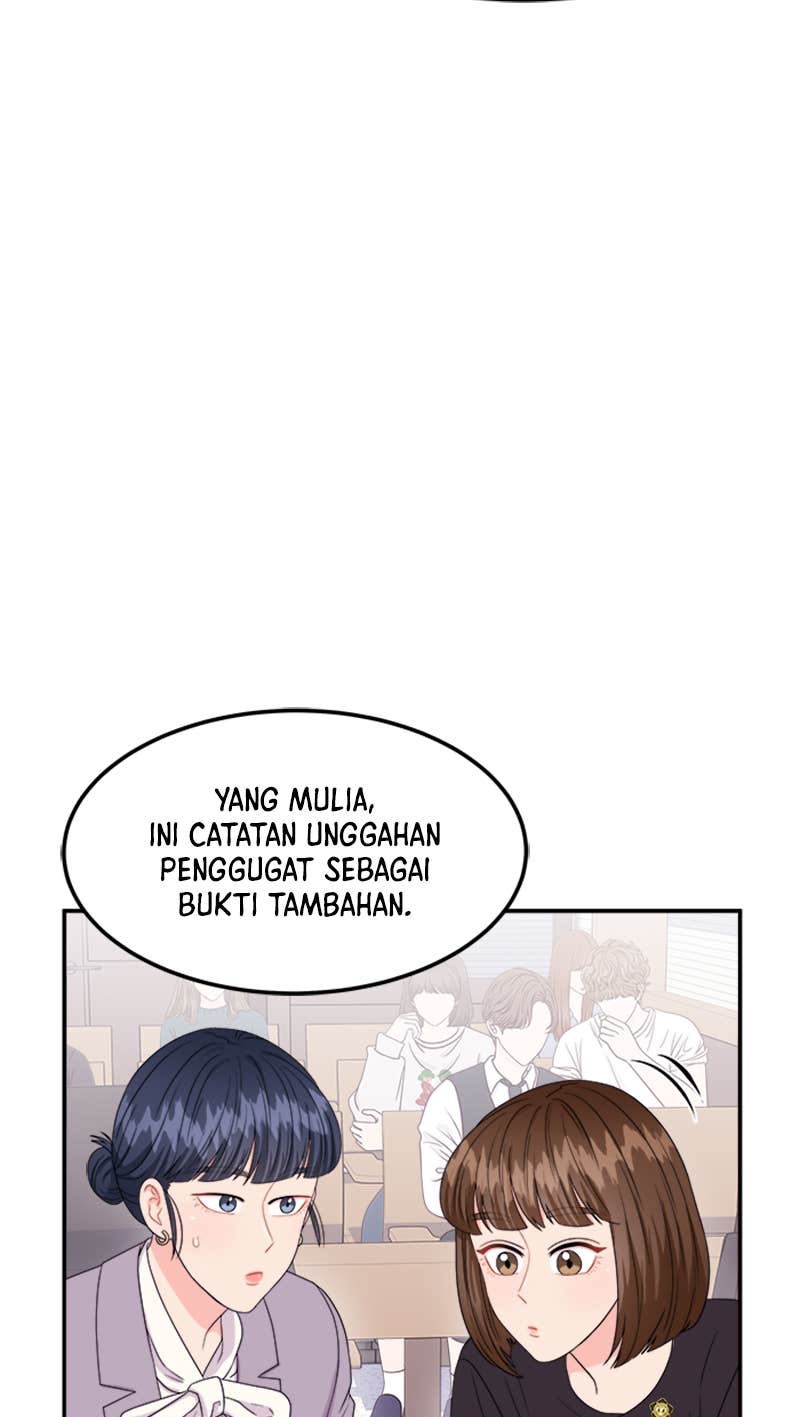 YANG MULIA,
INI CATATAN UNGGAHAN
PENGGUGAT SEBAGAI
BUKTI TAMBAHAN.